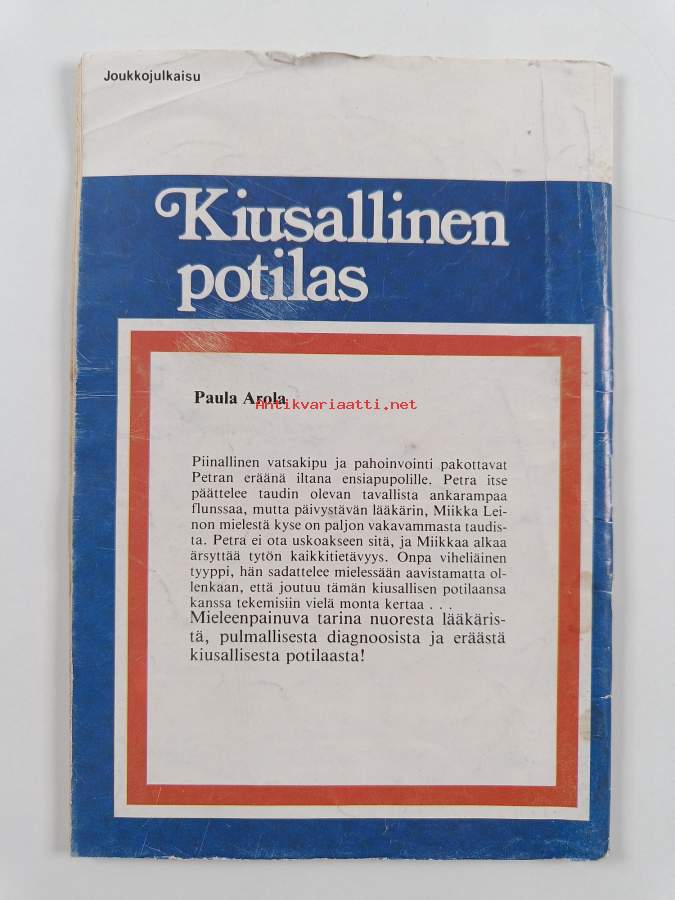 Joukkojulkaisu
Kiusallinen
potilas
Paula Arola
Antikvariaatti.net
Piinallinen vatsakipu ja pahoinvointi pakottavat
Petran eräänä iltana ensiapupolille. Petra itse
päättelee taudin olevan tavallista ankarampaa
flunssaa, mutta päivystävän lääkärin, Miikka Lei-
non mielestä kyse on paljon vakavammasta taudis-
ta. Petra ei ota uskoakseen sitä, ja Miikkaa alkaa
ärsyttää tytön kaikkitietävyys. Onpa viheliäinen
tyyppi, hän sadattelee mielessään aavistamatta ol-
lenkaan, että joutuu tämän kiusallisen potilaansa
kanssa tekemisiin vielä monta kertaa . . .
Mieleenpainuva tarina nuoresta lääkäris-
tä, pulmallisesta diagnoosista ja eräästä
kiusallisesta potilaasta!